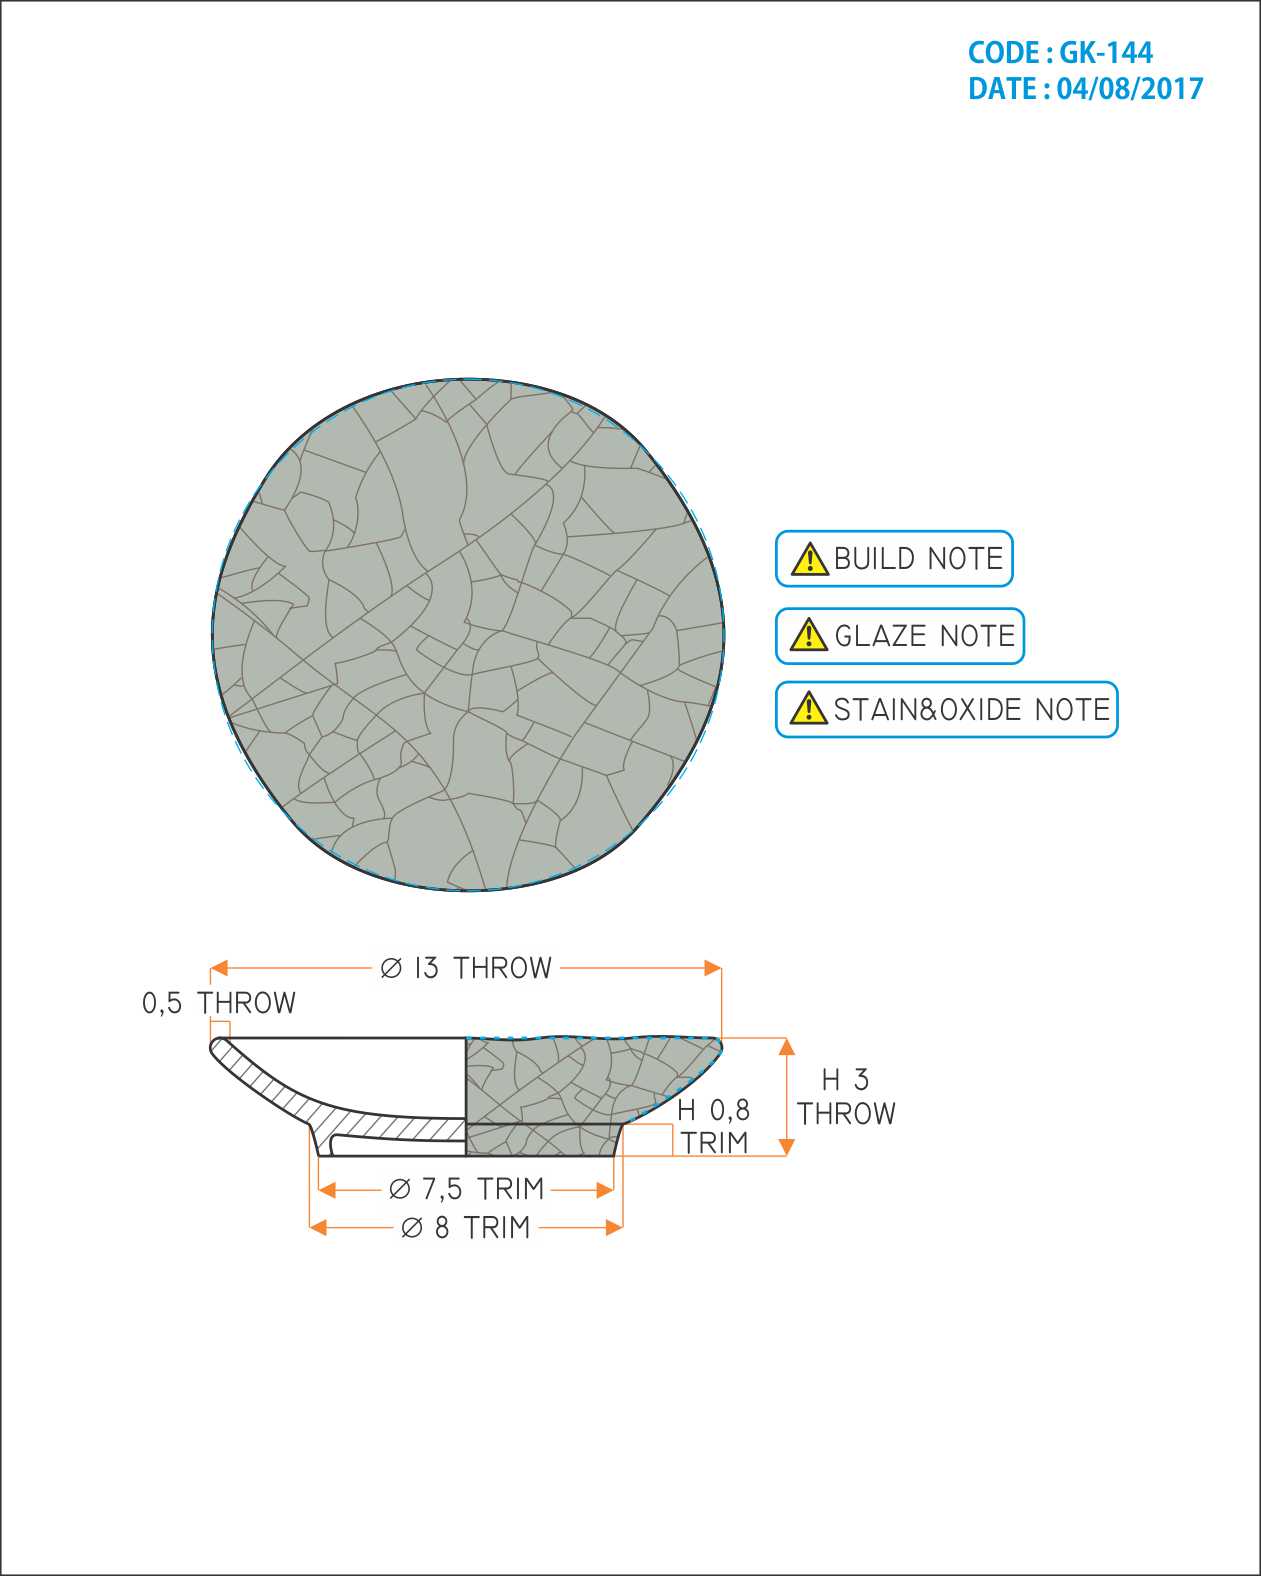 CODE : GK-144
DATE : 04/08/2017
BUILD NOTE
GLAZE NOTE
STAIN&OXIDE NOTE
Ø 13 THROW
0,5 THROW
H 3
THROW
H 0,8
TRIM
Ø 7,5 TRIM
Ø 8 TRIM